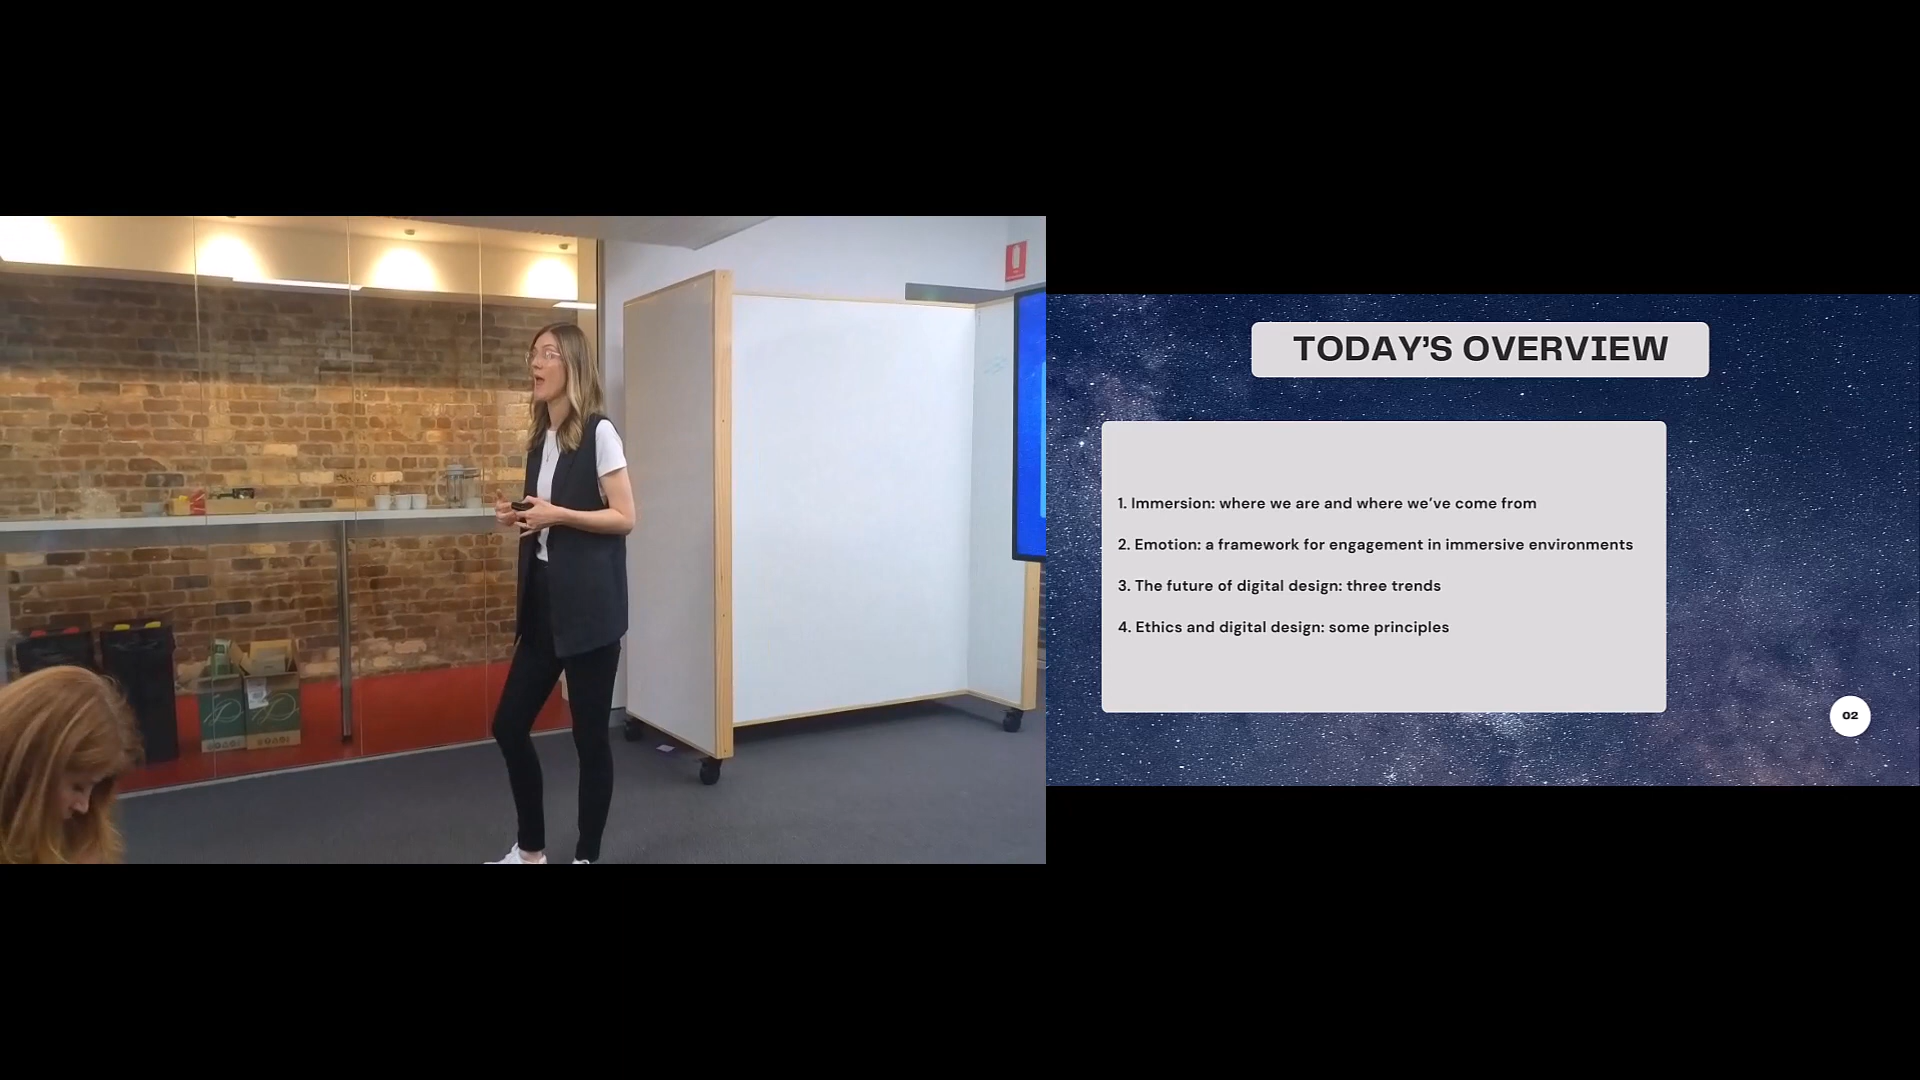 TODAY’S OVERVIEW
1. Immersion: where we are and where we’ve come from
2. Emotion: a framework for engagement in immersive environments
3. The future of digital design: three trends
4. Ethics and digital design: some principles
02